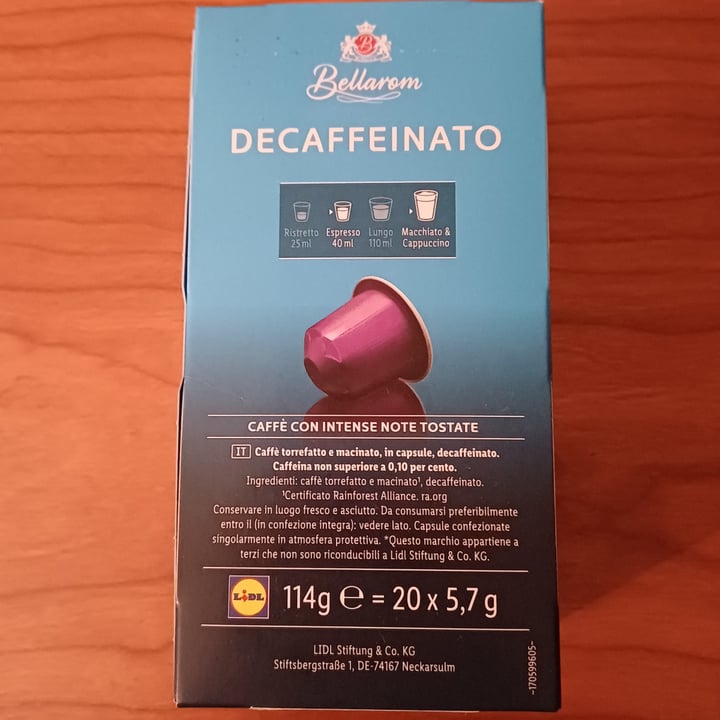 B
Bellarom
DECAFFEINATO
Ristretto
25 ml
Espresso
40 ml
Lungo
110 ml
Macchiato &
Cappuccino
CAFFÈ CON INTENSE NOTE TOSTATE
IT Caffè torrefatto e macinato, in capsule, decaffeinato.
Caffeina non superiore a 0,10 per cento.
Ingredienti: caffè torrefatto e macinato¹, decaffeinato.
¹Certificato Rainforest Alliance. ra.org
Conservare in luogo fresco e asciutto. Da consumarsi preferibilmente
entro il (in confezione integra): vedere lato. Capsule confezionate
singolarmente in atmosfera protettiva. *Questo marchio appartiene a
terzi che non sono riconducibili a Lidl Stiftung & Co. KG.
LIDL 114g ℮ = 20 x 5,7 g
LIDL Stiftung & Co. KG
Stiftsbergstraße 1, DE-74167 Neckarsulm
-170599605-